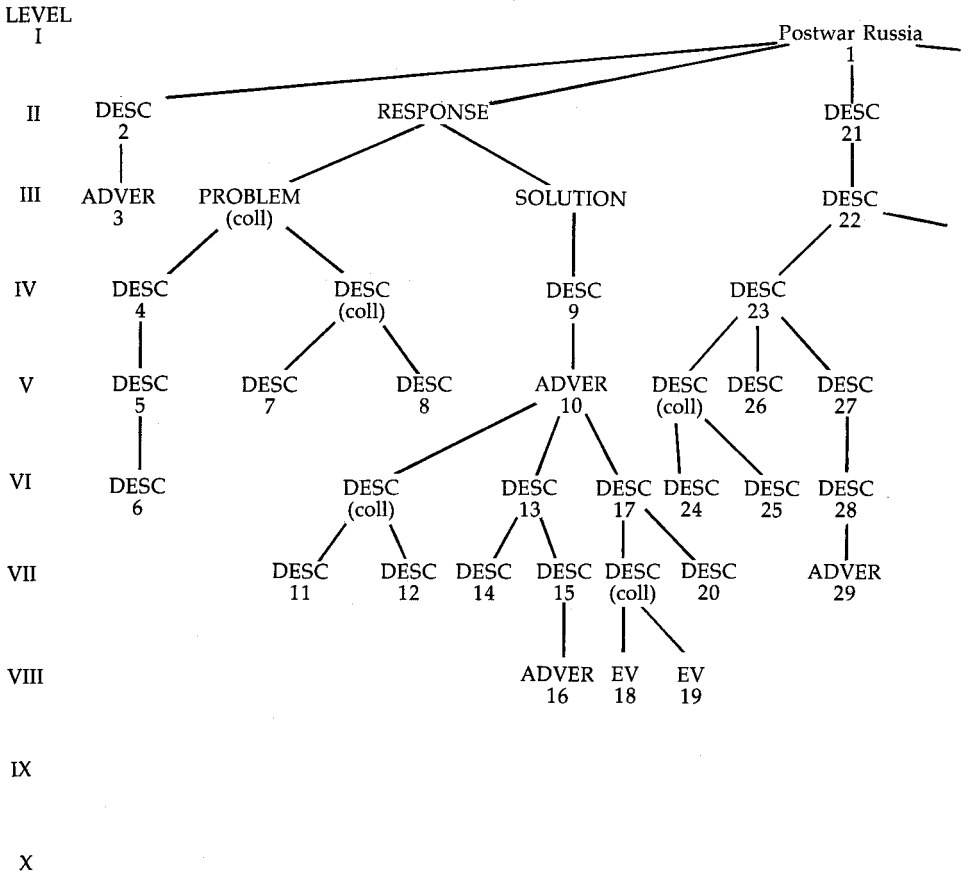 LEVEL
I Postwar Russia
1
II DESC RESPONSE DESC
2 21
III ADVER PROBLEM SOLUTION DESC
3 (coll) 22
IV DESC DESC DESC DESC
4 (coll) 9 23
V DESC DESC DESC ADVER DESC DESC DESC
5 7 8 10 (coll) 26 27
VI DESC DESC DESC DESC DESC DESC DESC
6 (coll) 13 17 24 25 28
VII DESC DESC DESC DESC DESC DESC ADVER
11 12 14 15 (coll) 20 29
VIII ADVER EV EV
16 18 19
IX
X